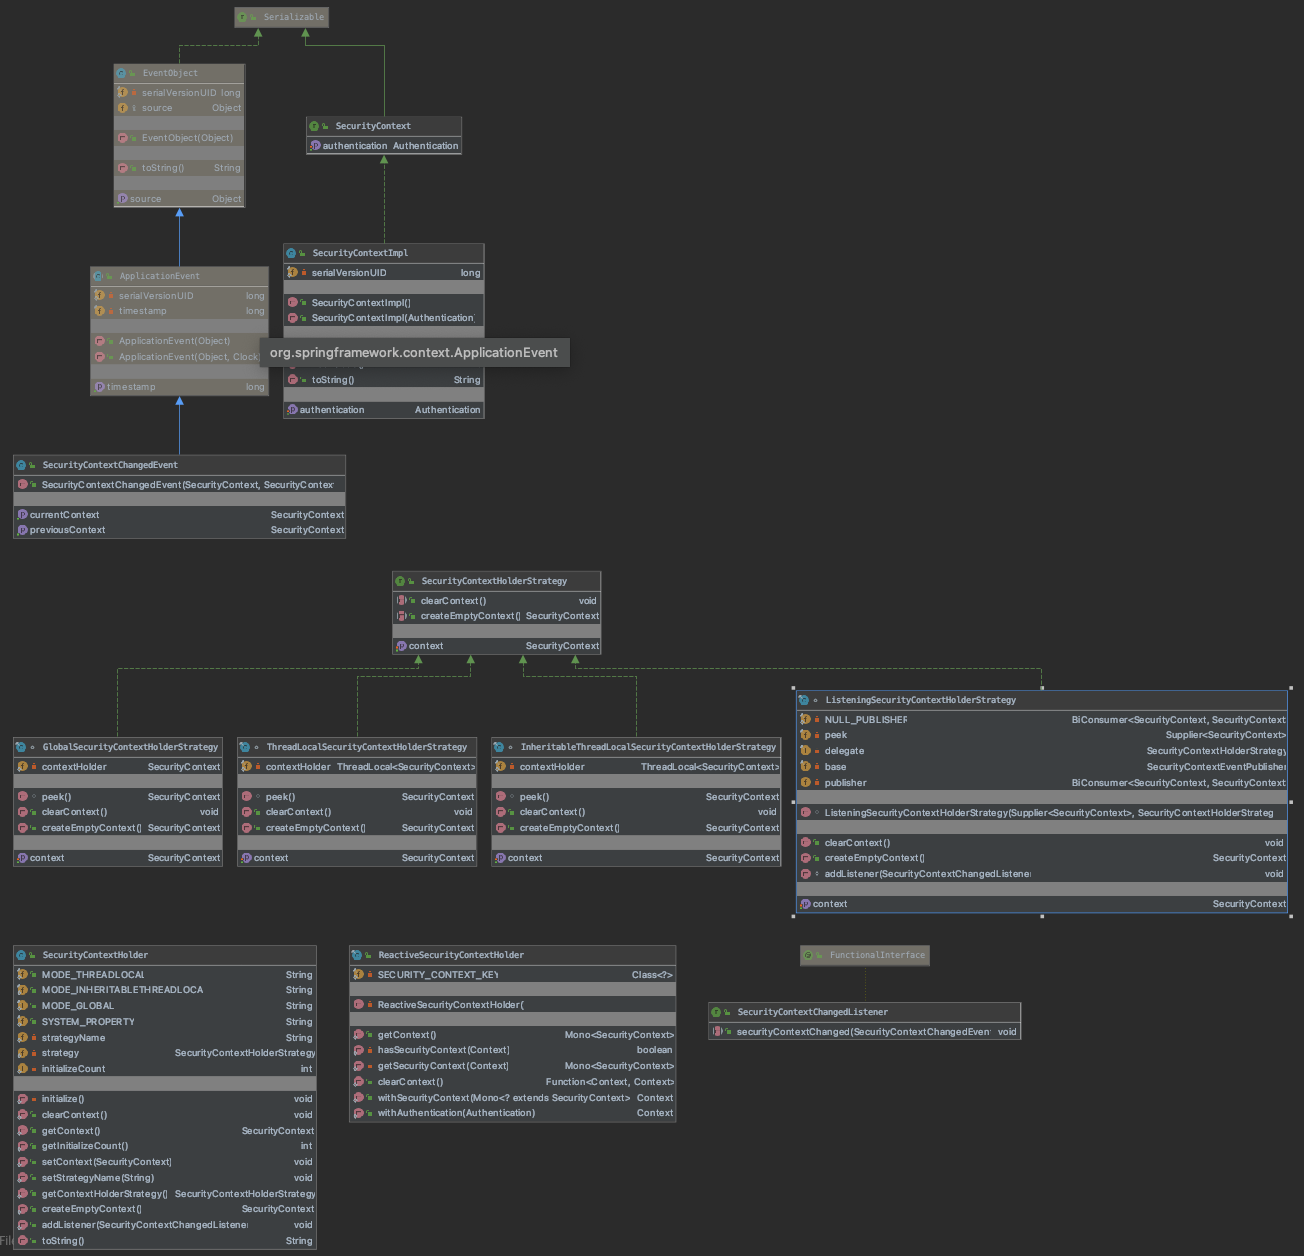 Serializable
EventObject
serialVersionUID long
source Object
EventObject(Object)
toString() String
source Object
SecurityContext
authentication Authentication
SecurityContextImpl
serialVersionUID long
SecurityContextImpl()
SecurityContextImpl(Authentication
toString() String
authentication Authentication
ApplicationEvent
serialVersionUID long
timestamp long
ApplicationEvent(Object)
ApplicationEvent(Object, Clock)
timestamp long
org.springframework.context.ApplicationEvent
SecurityContextChangedEvent
SecurityContextChangedEvent(SecurityContext, SecurityContex
currentContext SecurityContext
previousContext SecurityContext
SecurityContextHolderStrategy
clearContext() void
createEmptyContext() SecurityContext
context SecurityContext
GlobalSecurityContextHolderStrategy
contextHolder SecurityContext
peek() SecurityContext
clearContext() void
createEmptyContext() SecurityContext
context SecurityContext
ThreadLocalSecurityContextHolderStrategy
contextHolder ThreadLocal<SecurityContext>
peek() SecurityContext
clearContext() void
createEmptyContext() SecurityContext
context SecurityContext
InheritableThreadLocalSecurityContextHolderStrategy
contextHolder ThreadLocal<SecurityContext>
peek() SecurityContext
clearContext() void
createEmptyContext() SecurityContext
context SecurityContext
ListeningSecurityContextHolderStrategy
NULL_PUBLISHER BiConsumer<SecurityContext, SecurityContext
peek Supplier<SecurityContext>
delegate SecurityContextHolderStrategy
base SecurityContextEventPublisher
publisher BiConsumer<SecurityContext, SecurityContext
ListeningSecurityContextHolderStrategy(Supplier<SecurityContext>, SecurityContextHolderStrateg
clearContext() void
createEmptyContext() SecurityContext
addListener(SecurityContextChangedListener void
context SecurityContext
SecurityContextHolder
MODE_THREADLOCAL String
MODE_INHERITABLETHREADLOCA String
MODE_GLOBAL String
SYSTEM_PROPERTY String
strategyName String
strategy SecurityContextHolderStrategy
initializeCount int
initialize() void
clearContext() void
getContext() SecurityContext
getInitializeCount() int
setContext(SecurityContext) void
setStrategyName(String) void
getContextHolderStrategy() SecurityContextHolderStrategy
createEmptyContext() SecurityContext
addListener(SecurityContextChangedListene void
toString() String
ReactiveSecurityContextHolder
SECURITY_CONTEXT_KEY Class<?>
ReactiveSecurityContextHolder(
getContext() Mono<SecurityContext>
hasSecurityContext(Context) boolean
getSecurityContext(Context) Mono<SecurityContext>
clearContext() Function<Context, Context>
withSecurityContext(Mono<? extends SecurityContext> Context
withAuthentication(Authentication) Context
FunctionalInterface
SecurityContextChangedListener
securityContextChanged(SecurityContextChangedEven void